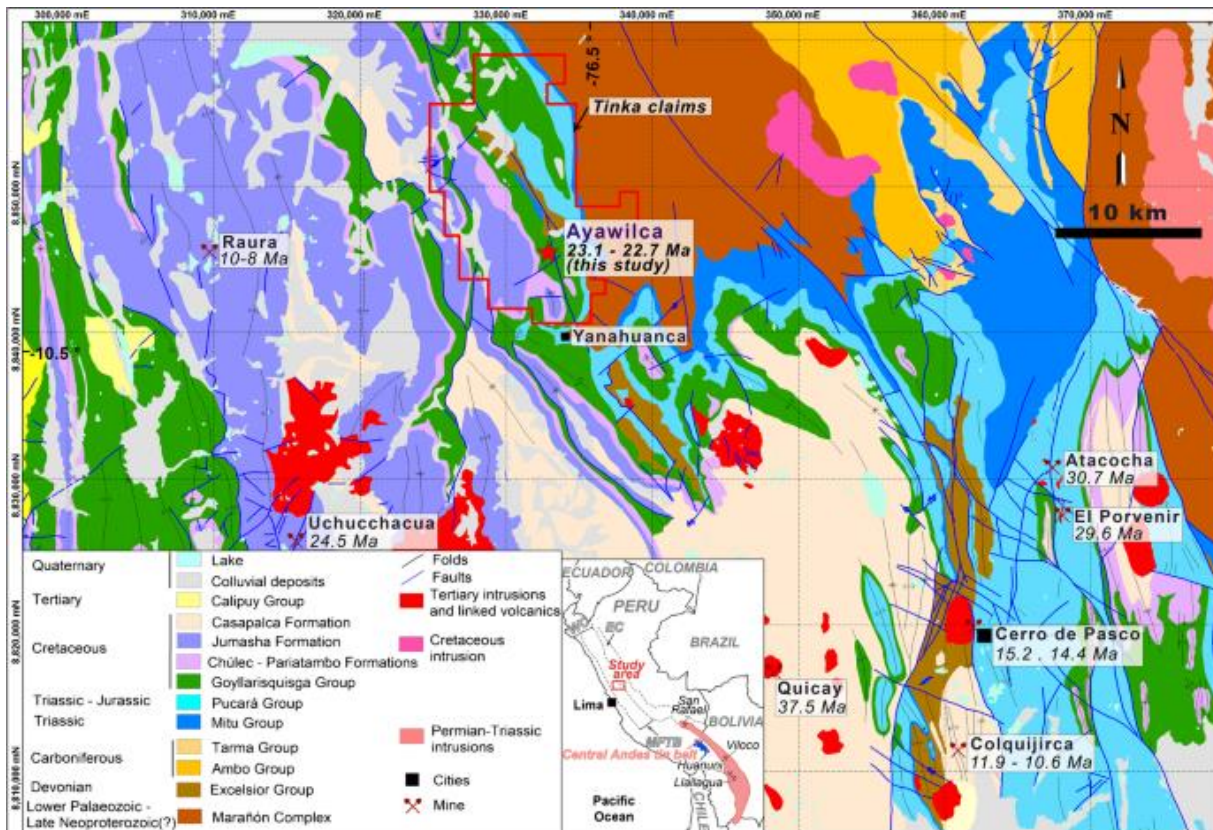 300,000 mE
310,000 mE
320,000 mE
330,000 mE
340,000 mE
350,000 mE
360,000 mE
370,000 mE
-76.5 °
Tinka claims
N
8,850,000 mN
10 km
Ayawilca
23.1 - 22.7 Ma
(this study)
Raura
10-8 Ma
8,840,000 mN
-10.5 °
Yanahuanca
8,830,000 mN
Atacocha
30.7 Ma
El Porvenir
29.6 Ma
Uchucchacua
24.5 Ma
8,820,000 mN
Cerro de Pasco
15.2 , 14.4 Ma
Quicay
37.5 Ma
Colquijirca
11.9 - 10.6 Ma
8,810,000 mN
Quaternary
Lake
Colluvial deposits
Tertiary
Calipuy Group
Casapalca Formation
Cretaceous
Jumasha Formation
Chúlec - Pariatambo Formations
Goyllarisquisga Group
Triassic - Jurassic
Pucará Group
Triassic
Mitu Group
Carboniferous
Tarma Group
Ambo Group
Devonian
Excelsior Group
Lower Palaeozoic -
Late Neoproterozoic(?)
Marañón Complex
Folds
Faults
Tertiary intrusions
and linked volcanics
Cretaceous
intrusion
Permian-Triassic
intrusions
Cities
Mine
ECUADOR
COLOMBIA
PERU
EC
BRAZIL
Study
area
Lima
San
Rafael
BOLIVIA
MFTB
Viloco
Central Andes tin belt
Huanuni
Llallagua
Pacific
Ocean
CHILE